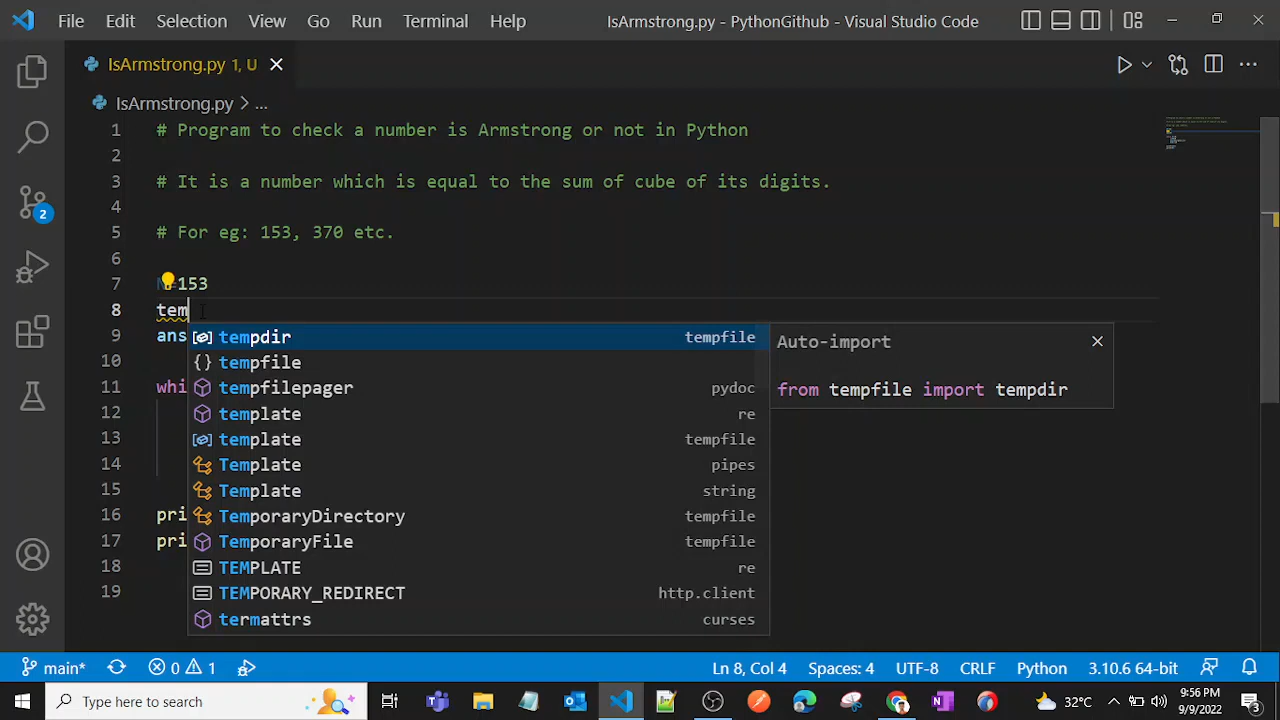 File Edit Selection View Go Run Terminal Help IsArmstrong.py - PythonGithub - Visual Studio Code
IsArmstrong.py 1, U
IsArmstrong.py > ...
1 # Program to check a number is Armstrong or not in Python
2
3 # It is a number which is equal to the sum of cube of its digits.
4
5 # For eg: 153, 370 etc.
6
7 N=153
8 tem
9 ans
10
11 whi
12
13
14
15
16 pri
17 pri
18
19
tempdir tempfile
tempfile
tempfilepager pydoc
template re
template tempfile
Template pipes
Template string
TemporaryDirectory tempfile
TemporaryFile tempfile
TEMPLATE re
TEMPORARY_REDIRECT http.client
termattrs curses
Auto-import
from tempfile import tempdir
2
main* 0 1 Ln 8, Col 4 Spaces: 4 UTF-8 CRLF Python 3.10.6 64-bit
Type here to search
32°C
9:56 PM
9/9/2022
3